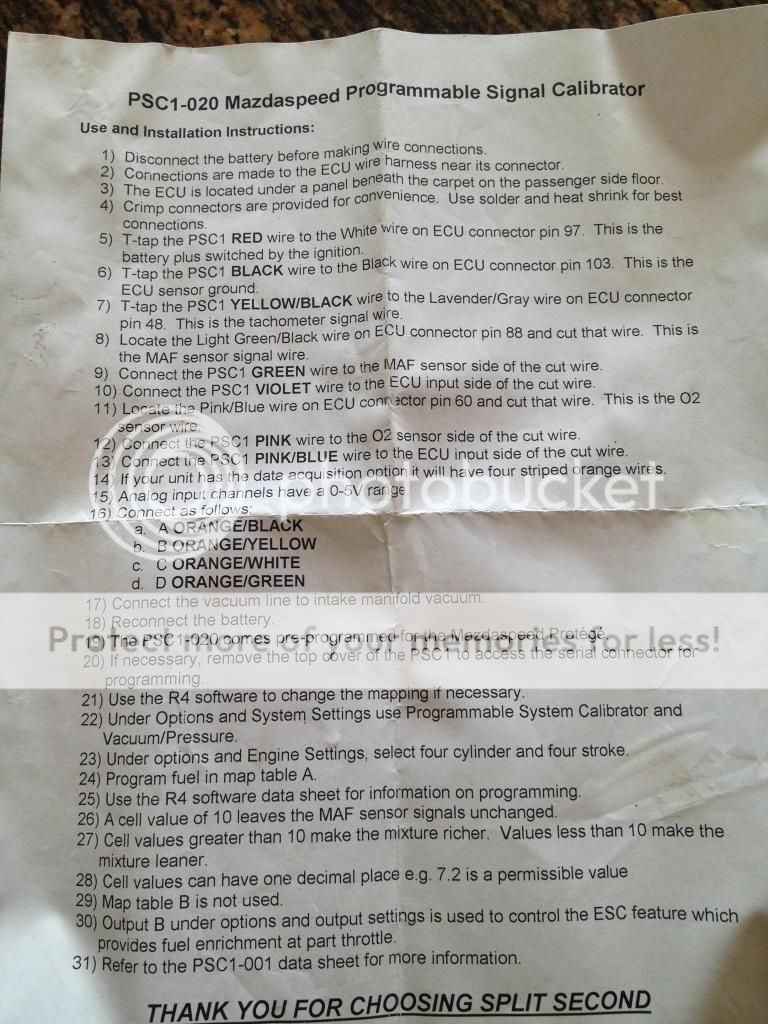 PSC1-020 Mazdaspeed Programmable Signal Calibrator
Use and Installation Instructions:
1) Disconnect the battery before making wire connections.
2) Connections are made to the ECU wire harness near its connector.
3) The ECU is located under a panel beneath the carpet on the passenger side floor.
4) Crimp connectors are provided for convenience. Use solder and heat shrink for best
connections.
5) T-tap the PSC1 RED wire to the White wire on ECU connector pin 97. This is the
battery plus switched by the ignition.
6) T-tap the PSC1 BLACK wire to the Black wire on ECU connector pin 103. This is the
ECU sensor ground.
7) T-tap the PSC1 YELLOW/BLACK wire to the Lavender/Gray wire on ECU connector
pin 48. This is the tachometer signal wire.
8) Locate the Light Green/Black wire on ECU connector pin 88 and cut that wire. This is
the MAF sensor signal wire.
9) Connect the PSC1 GREEN wire to the MAF sensor side of the cut wire.
10) Connect the PSC1 VIOLET wire to the ECU input side of the cut wire.
11) Locate the Pink/Blue wire on ECU connector pin 60 and cut that wire. This is the O2
sensor wire.
12) Connect the PSC1 PINK wire to the O2 sensor side of the cut wire.
13) Connect the PSC1 PINK/BLUE wire to the ECU input side of the cut wire.
14) If your unit has the data acquisition option it will have four striped orange wires.
15) Analog input channels have a 0-5V range.
photobucket
16) Connect as follows:
a. A ORANGE/BLACK
b. B ORANGE/YELLOW
c. C ORANGE/WHITE
d. D ORANGE/GREEN
17) Connect the vacuum line to intake manifold vacuum.
18) Reconnect the battery.
19) The PSC1-020 comes pre-programmed for the Mazdaspeed Protégé.
Protect more of your memories for less!
20) If necessary, remove the top cover of the PSC1 to access the serial connector for
programming.
21) Use the R4 software to change the mapping if necessary.
22) Under Options and System Settings use Programmable System Calibrator and
Vacuum/Pressure.
23) Under options and Engine Settings, select four cylinder and four stroke.
24) Program fuel in map table A.
25) Use the R4 software data sheet for information on programming.
26) A cell value of 10 leaves the MAF sensor signals unchanged.
27) Cell values greater than 10 make the mixture richer. Values less than 10 make the
mixture leaner.
28) Cell values can have one decimal place e.g. 7.2 is a permissible value
29) Map table B is not used.
30) Output B under options and output settings is used to control the ESC feature which
provides fuel enrichment at part throttle.
31) Refer to the PSC1-001 data sheet for more information.
THANK YOU FOR CHOOSING SPLIT SECOND